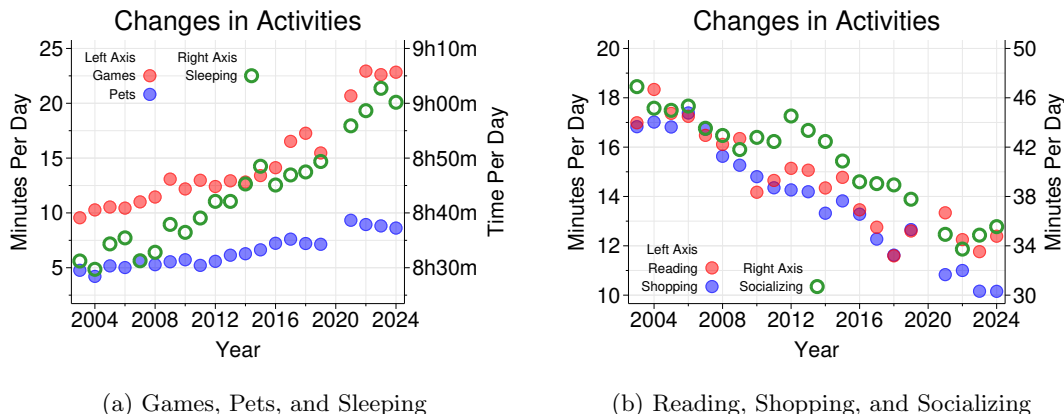 Changes in Activities
Left Axis
Games
Pets
Right Axis
Sleeping
25
20
15
10
5
9h10m
9h00m
8h50m
8h40m
8h30m
2004 2008 2012 2016 2020 2024
Minutes Per Day
Time Per Day
Year
(a) Games, Pets, and Sleeping
Changes in Activities
20
18
16
14
12
10
50
46
42
38
34
30
Left Axis
Reading
Shopping
Right Axis
Socializing
2004 2008 2012 2016 2020 2024
Minutes Per Day
Minutes Per Day
Year
(b) Reading, Shopping, and Socializing